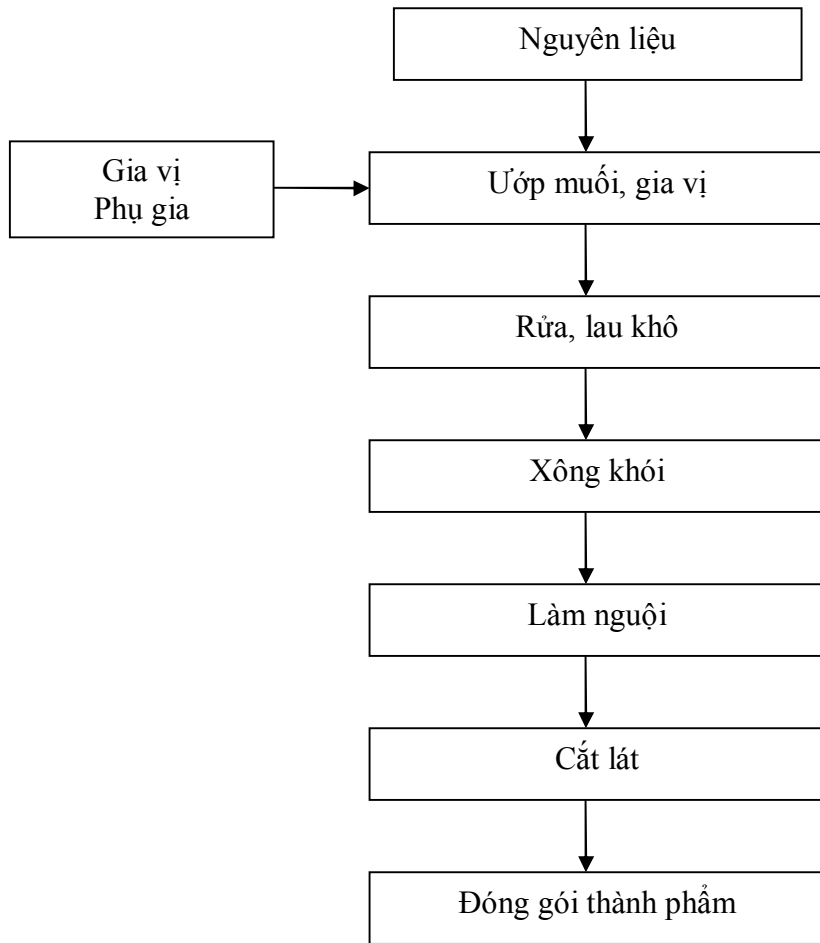 Nguyên liệu
Gia vị
Phụ gia
Ướp muối, gia vị
Rửa, lau khô
Xông khói
Làm nguội
Cắt lát
Đóng gói thành phẩm